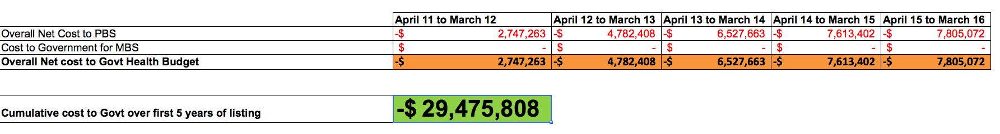 April 11 to March 12 April 12 to March 13 April 13 to March 14 April 14 to March 15 April 15 to March 16
Overall Net Cost to PBS -$ 2,747,263 -$ 4,782,408 -$ 6,527,663 -$ 7,613,402 -$ 7,805,072
Cost to Government for MBS $ - $ - $ - $ - $ -
Overall Net cost to Govt Health Budget -$ 2,747,263 -$ 4,782,408 -$ 6,527,663 -$ 7,613,402 -$ 7,805,072
Cumulative cost to Govt over first 5 years of listing -$ 29,475,808